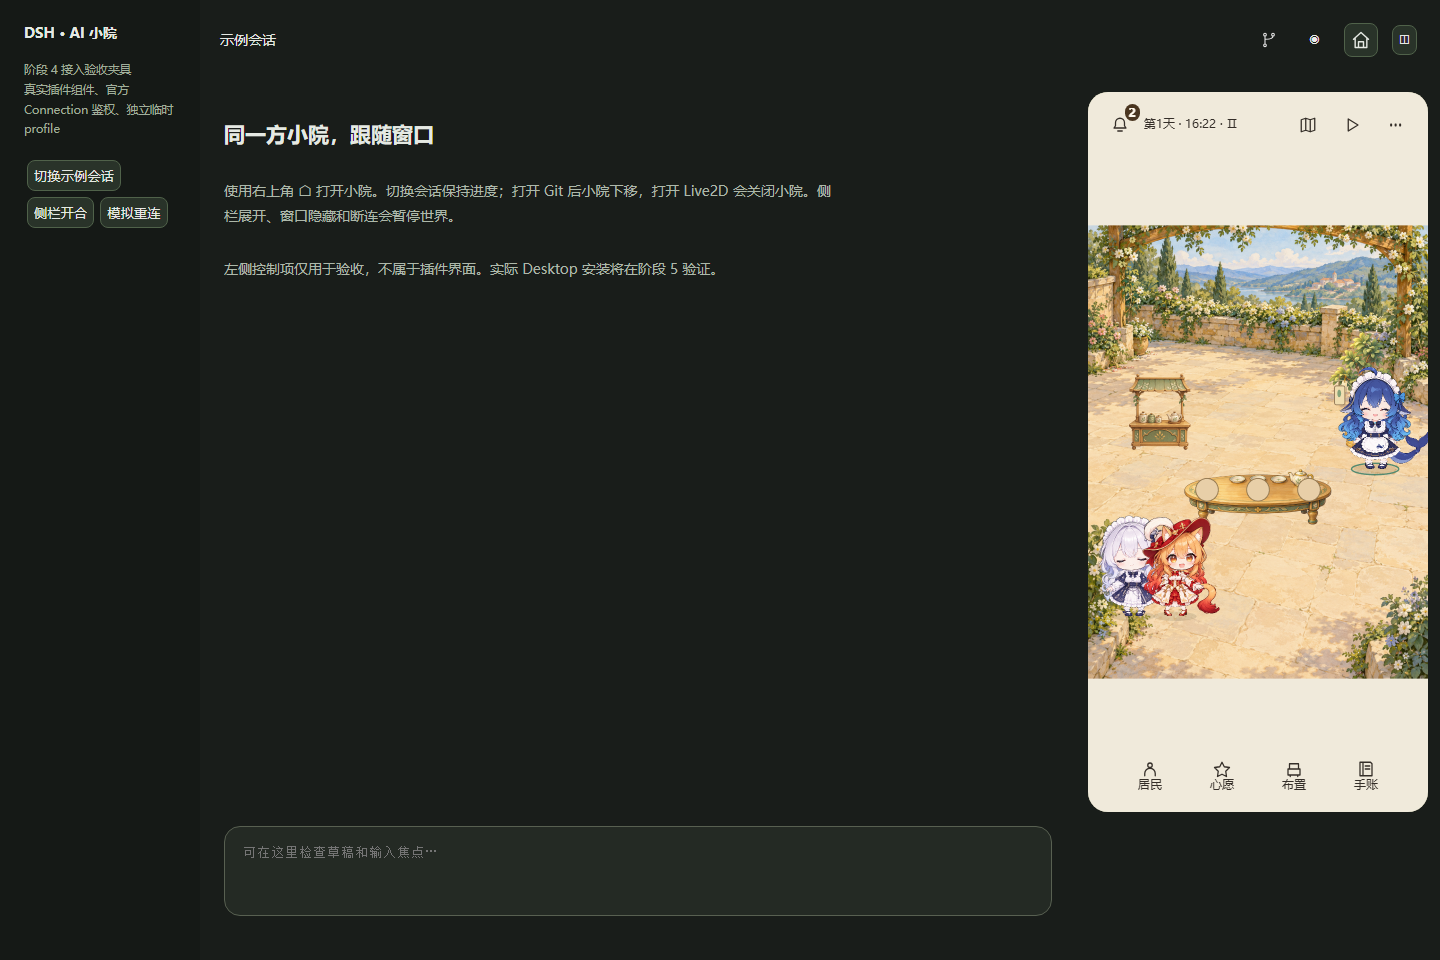 DSH • AI 小院
阶段 4 接入验收夹具
真实插件组件、官方
Connection 鉴权、独立临时
profile
切换示例会话
侧栏开合
模拟重连
示例会话
同一方小院，跟随窗口
使用右上角 ⌂ 打开小院。切换会话保持进度；打开 Git 后小院下移，打开 Live2D 会关闭小院。侧
栏展开、窗口隐藏和断连会暂停世界。
左侧控制项仅用于验收，不属于插件界面。实际 Desktop 安装将在阶段 5 验证。
可在这里检查草稿和输入焦点…
2
第1天 · 16:22 · II
居民
心愿
布置
手账